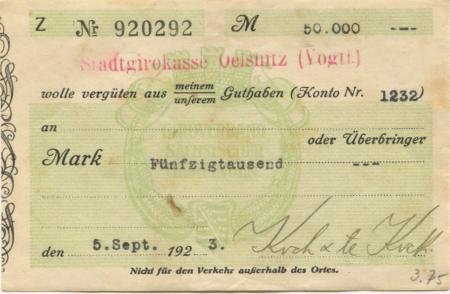 Z № 920292 M 50.000 ---
Stadtgirokasse Oelsnitz (Vogtl.)
wolle vergüten aus meinem unserem Guthaben (Konto Nr. 1232)
an oder Überbringer
Mark Fünfzigtausend ---
den 5.Sept. 192 3.
Nicht für den Verkehr außerhalb des Ortes.
3.75